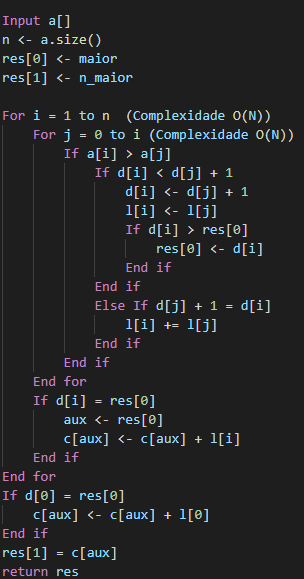 Input a[]
n <- a.size()
res[0] <- maior
res[1] <- n_maior

For i = 1 to n  (Complexidade O(N))
    For j = 0 to i (Complexidade O(N))
        If a[i] > a[j]
            If d[i] < d[j] + 1
                d[i] <- d[j] + 1
                l[i] <- l[j]
                If d[i] > res[0]
                    res[0] <- d[i]
                End if
            End if
            Else If d[j] + 1 = d[i]
                l[i] += l[j]
            End if
        End if
    End for
    If d[i] = res[0]
        aux <- res[0]
        c[aux] <- c[aux] + l[i]
    End if
End for
If d[0] = res[0]
    c[aux] <- c[aux] + l[0]
End if
res[1] = c[aux]
return res